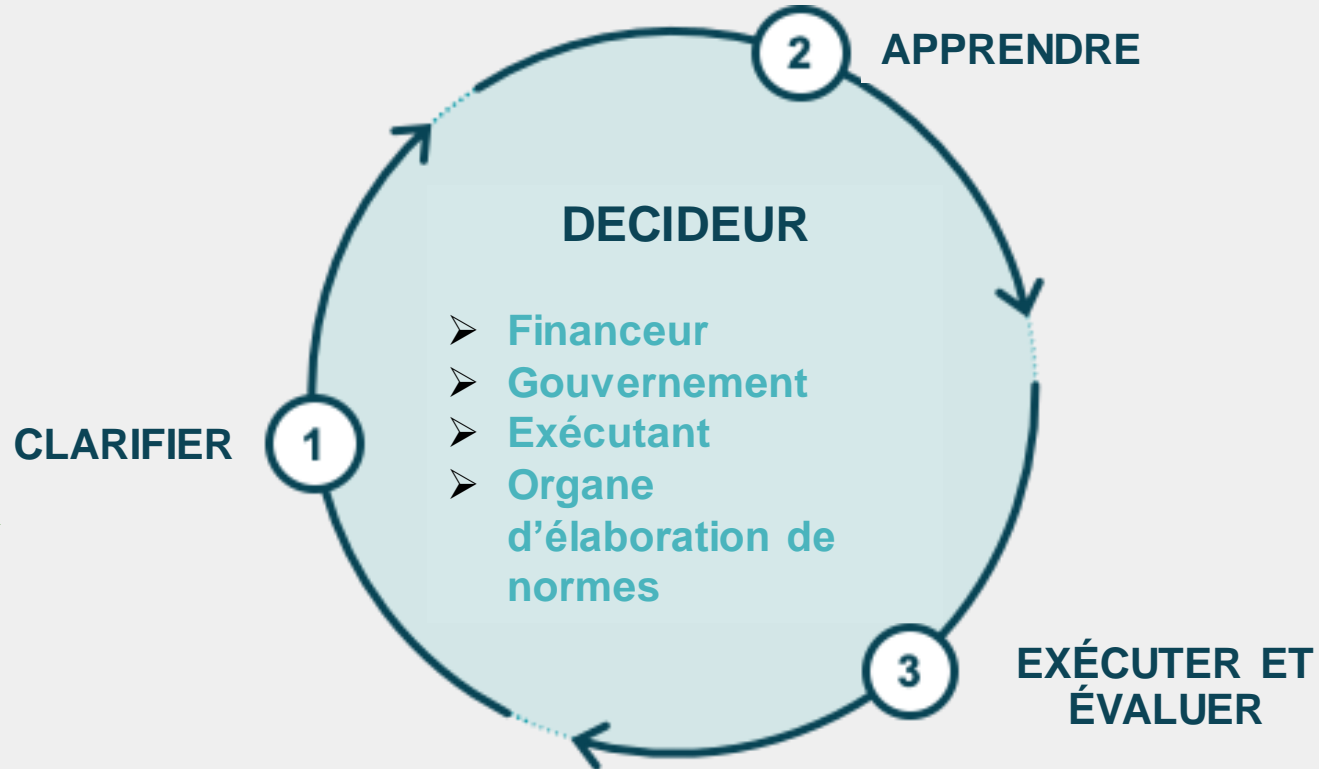 2 APPRENDRE
DECIDEUR
➢ Financeur
➢ Gouvernement
➢ Exécutant
➢ Organe
d’élaboration de
normes
CLARIFIER 1
3 EXÉCUTER ET
ÉVALUER